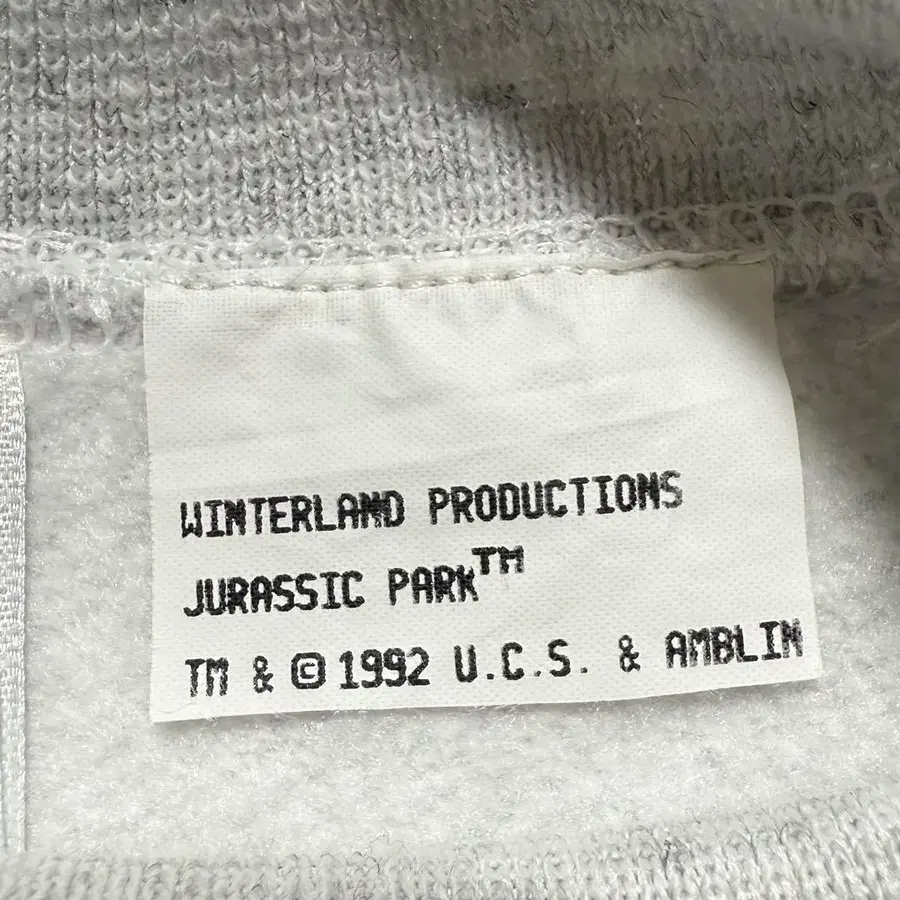 WINTERLAND PRODUCTIONS
JURASSIC PARK™
TM & © 1992 U.C.S. & AMBLIN